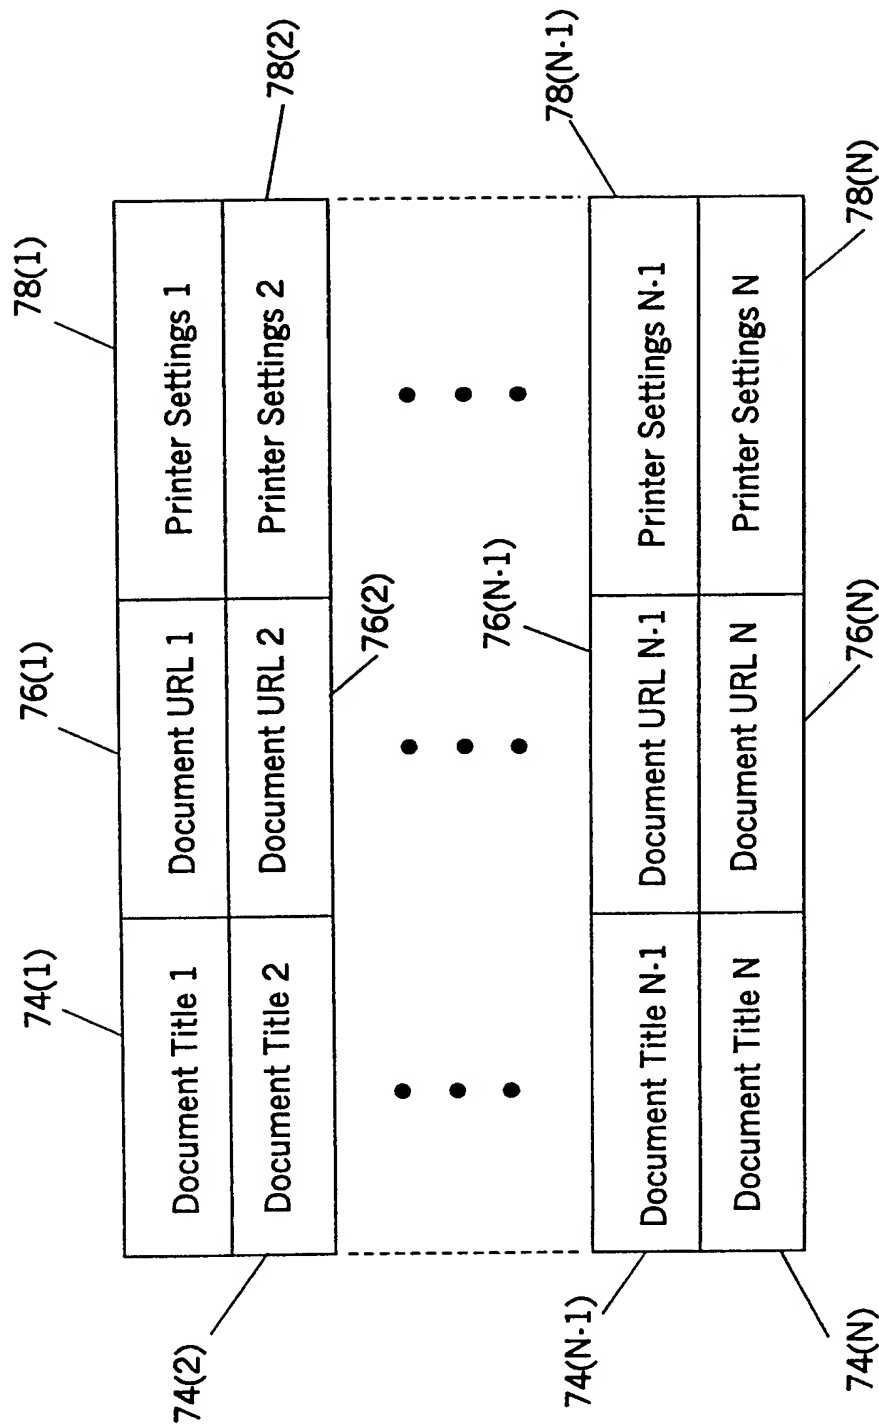 74(1)
76(1)
78(1)
Document Title 1
Document URL 1
Printer Settings 1
Document Title 2
Document URL 2
Printer Settings 2
74(2)
76(2)
78(2)
74(N-1)
76(N-1)
78(N-1)
Document Title N-1
Document URL N-1
Printer Settings N-1
Document Title N
Document URL N
Printer Settings N
74(N)
76(N)
78(N)